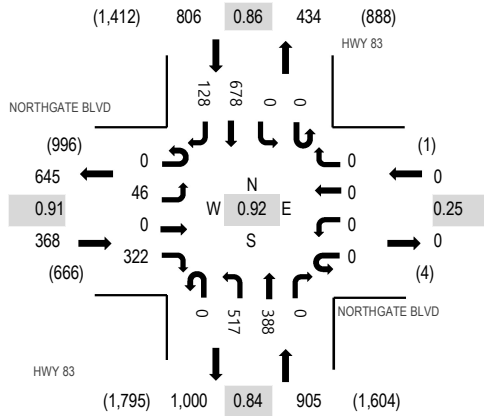 (1,412) 806 0.86 434 (888)
HWY 83
128 678 0 0
NORTHGATE BLVD
(996) 0 0 (1)
645 0
46 N 0
0.91 W 0.92 E 0.25
0 0
368 S 0
322 0
(666) (4)
0 517 388 0
NORTHGATE BLVD
HWY 83
(1,795) 1,000 0.84 905 (1,604)